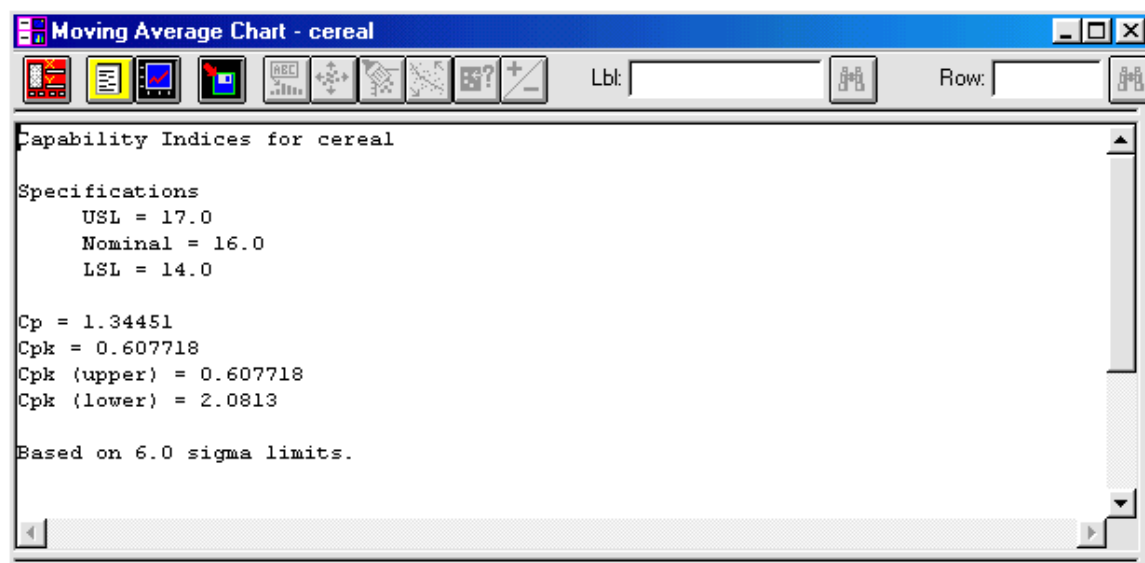 Moving Average Chart - cereal
ABC Lbl: Row:
Capability Indices for cereal
Specifications
USL = 17.0
Nominal = 16.0
LSL = 14.0
Cp = 1.34451
Cpk = 0.607718
Cpk (upper) = 0.607718
Cpk (lower) = 2.0813
Based on 6.0 sigma limits.